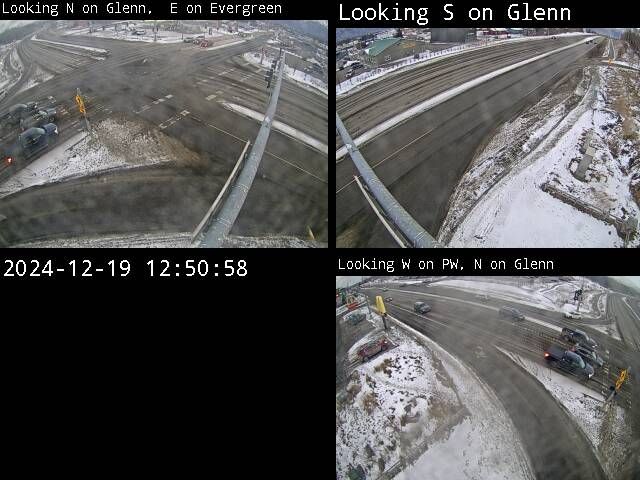 Looking N on Glenn, E on Evergreen
Looking S on Glenn
2024-12-19 12:50:58
Looking W on PW, N on Glenn